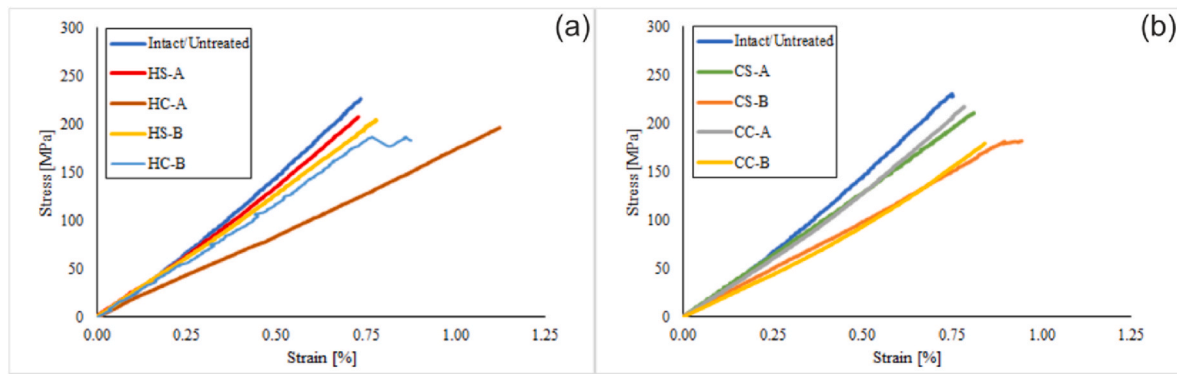 (a)
300
250
200
150
100
50
0
Stress [MPa]
Intact/Untreated
HS-A
HC-A
HS-B
HC-B
0.00 0.25 0.50 0.75 1.00 1.25
Strain [%]
(b)
300
250
200
150
100
50
0
Stress [MPa]
Intact/Untreated
CS-A
CS-B
CC-A
CC-B
0.00 0.25 0.50 0.75 1.00 1.25
Strain [%]